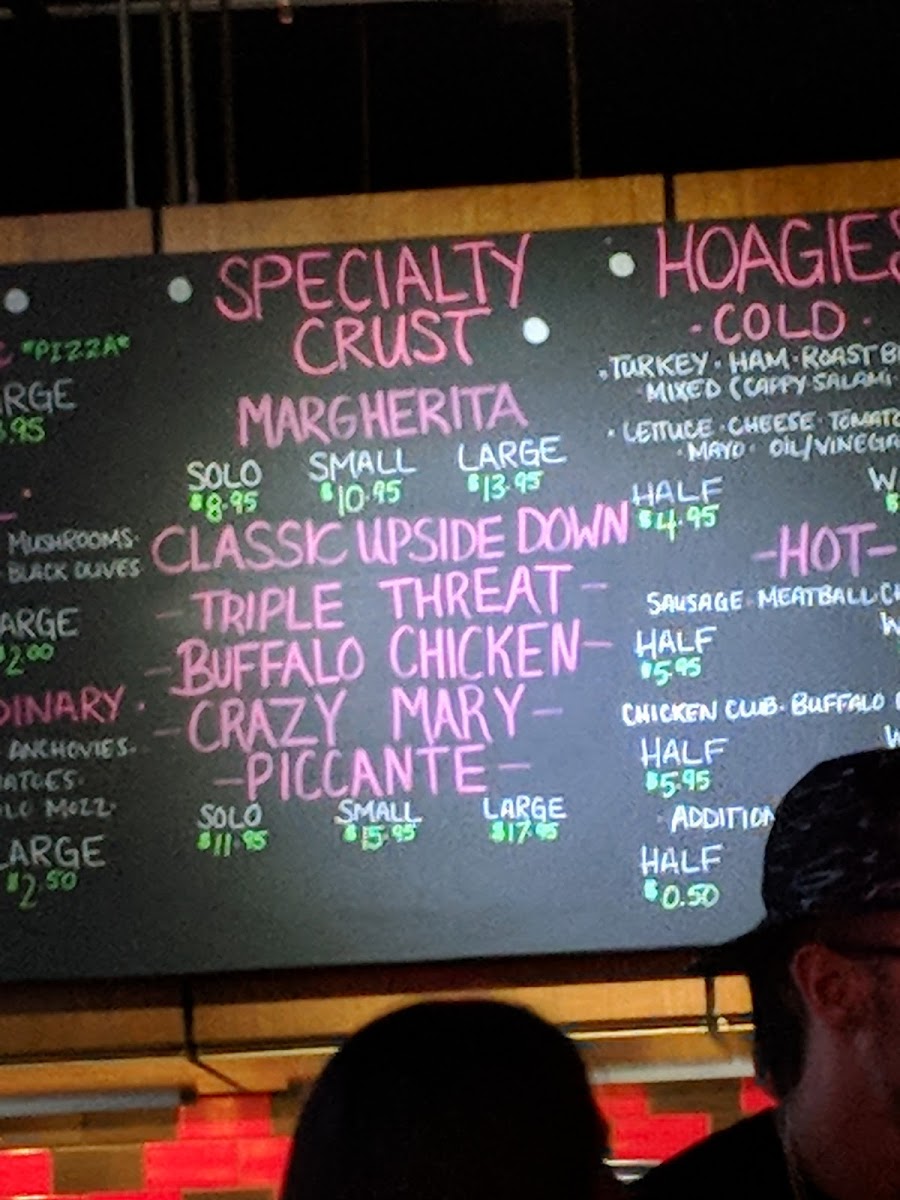 *PIZZA*
MUSHROOMS·
BLACK OLIVES
$2.00
ANCHOVIES·
LARGE
$2.50
SPECIALTY
CRUST
MARGHERITA
SOLO SMALL LARGE
$8.95 $10.95 $13.95
CLASSIC UPSIDE DOWN
- TRIPLE THREAT -
- BUFFALO CHICKEN -
- CRAZY MARY -
- PICCANTE -
SOLO SMALL LARGE
$11.95 $15.95 $17.95
HOAGIES
· COLD ·
· TURKEY · HAM · ROAST
MIXED (CAPPY SALAMI
· LETTUCE · CHEESE · TOMATO
· MAYO · OIL/VINEGA
HALF
$4.95
- HOT -
SAUSAGE · MEATBALL
HALF
$5.95
CHICKEN CLUB · BUFFALO
HALF
$5.95
ADDITION
HALF
$0.50